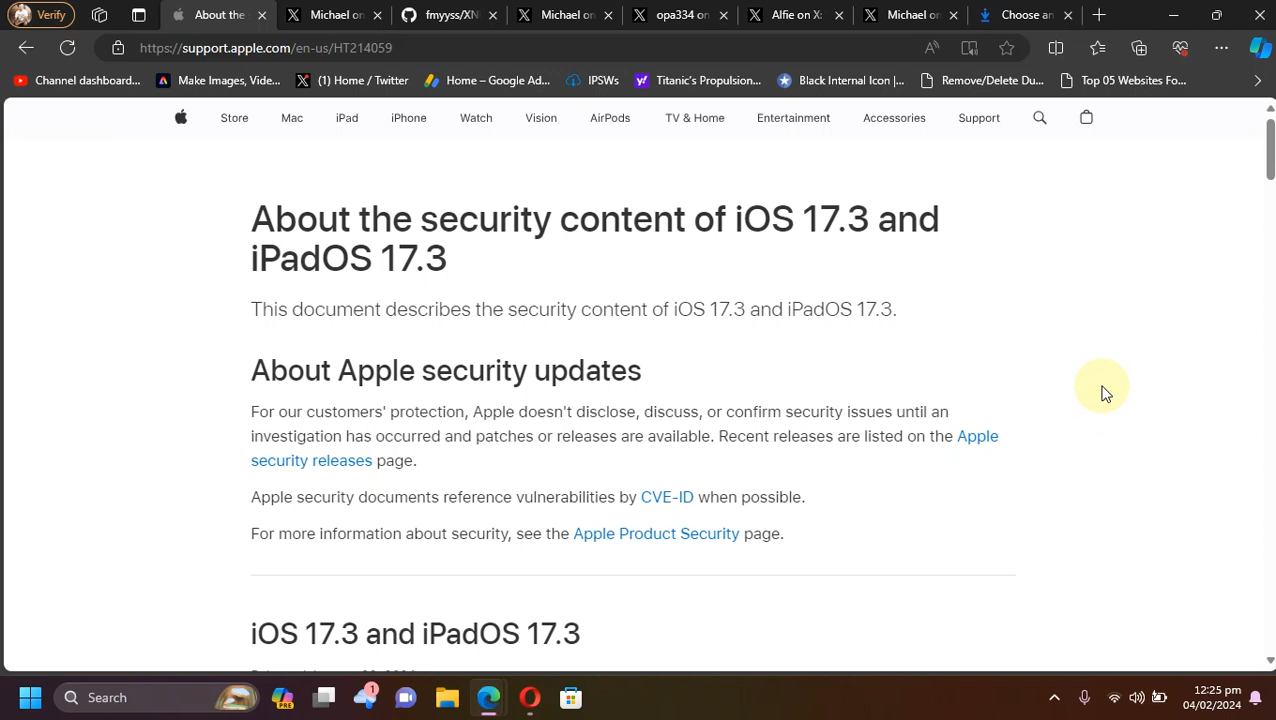 Verify
About the
Michael on
fmyyss/XN
Michael on
opa334 on
Alfie on X:
Michael on
Choose an
https://support.apple.com/en-us/HT214059
Channel dashboard...
Make Images, Vide...
(1) Home / Twitter
Home – Google Ad...
IPSWs
Titanic's Propulsion...
Black Internal Icon |...
Remove/Delete Du...
Top 05 Websites Fo...
Store
Mac
iPad
iPhone
Watch
Vision
AirPods
TV & Home
Entertainment
Accessories
Support
About the security content of iOS 17.3 and
iPadOS 17.3
This document describes the security content of iOS 17.3 and iPadOS 17.3.
About Apple security updates
For our customers' protection, Apple doesn't disclose, discuss, or confirm security issues until an
investigation has occurred and patches or releases are available. Recent releases are listed on the Apple
security releases page.
Apple security documents reference vulnerabilities by CVE-ID when possible.
For more information about security, see the Apple Product Security page.
iOS 17.3 and iPadOS 17.3
Search
PRE
1
12:25 pm
04/02/2024